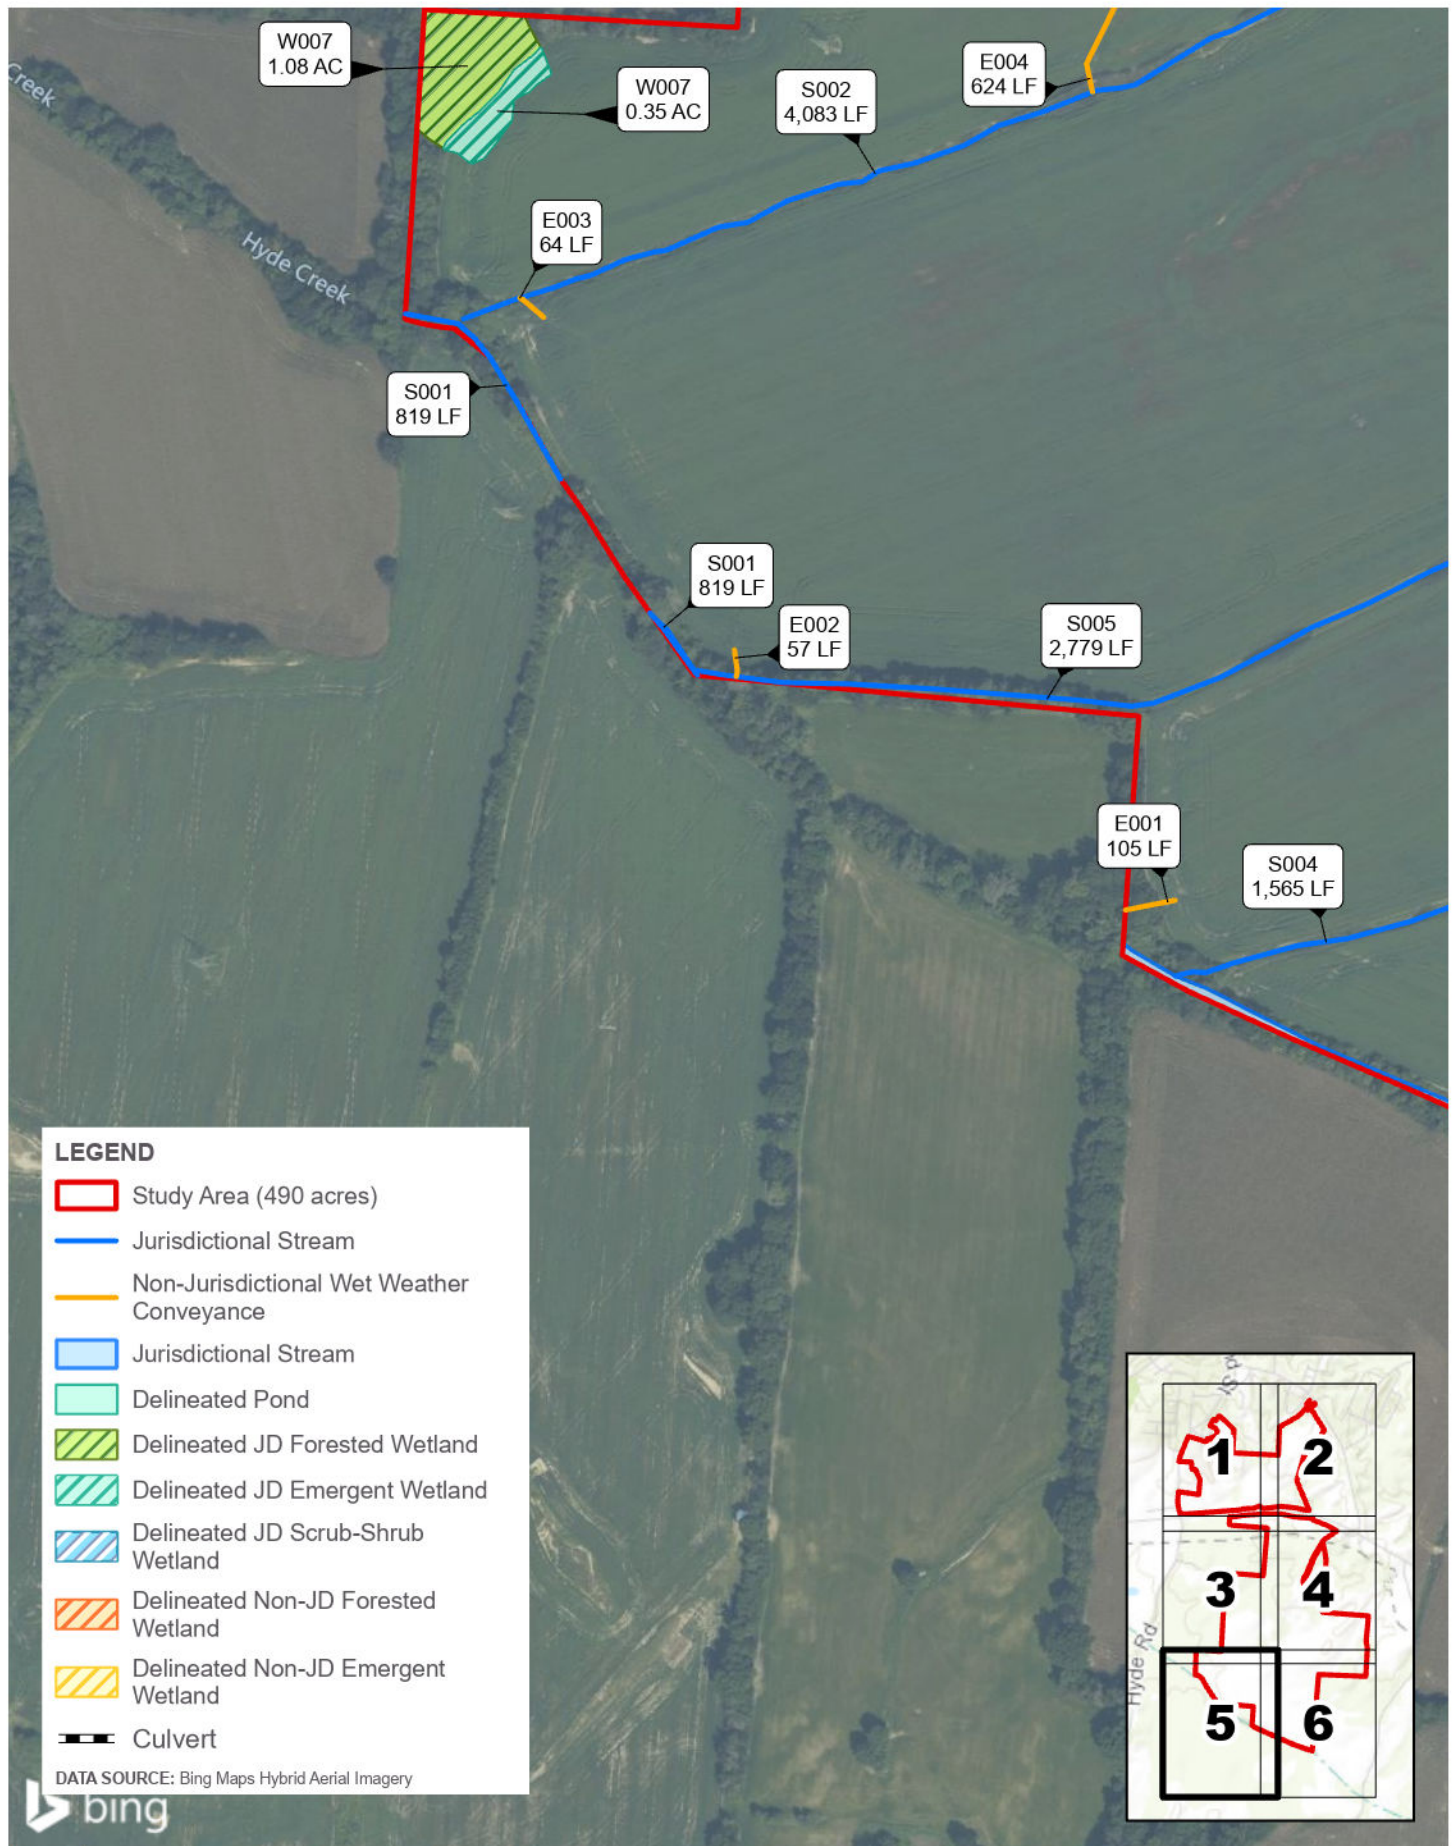 W007
1.08 AC
W007
0.35 AC
S002
4,083 LF
E004
624 LF
Creek
E003
64 LF
Hyde Creek
S001
819 LF
S001
819 LF
E002
57 LF
S005
2,779 LF
E001
105 LF
S004
1,565 LF
LEGEND
Study Area (490 acres)
Jurisdictional Stream
Non-Jurisdictional Wet Weather
Conveyance
Jurisdictional Stream
Delineated Pond
Delineated JD Forested Wetland
Delineated JD Emergent Wetland
Delineated JD Scrub-Shrub
Wetland
Delineated Non-JD Forested
Wetland
Delineated Non-JD Emergent
Wetland
Culvert
DATA SOURCE: Bing Maps Hybrid Aerial Imagery
bing
1
2
3
4
Hyde Rd
5
6